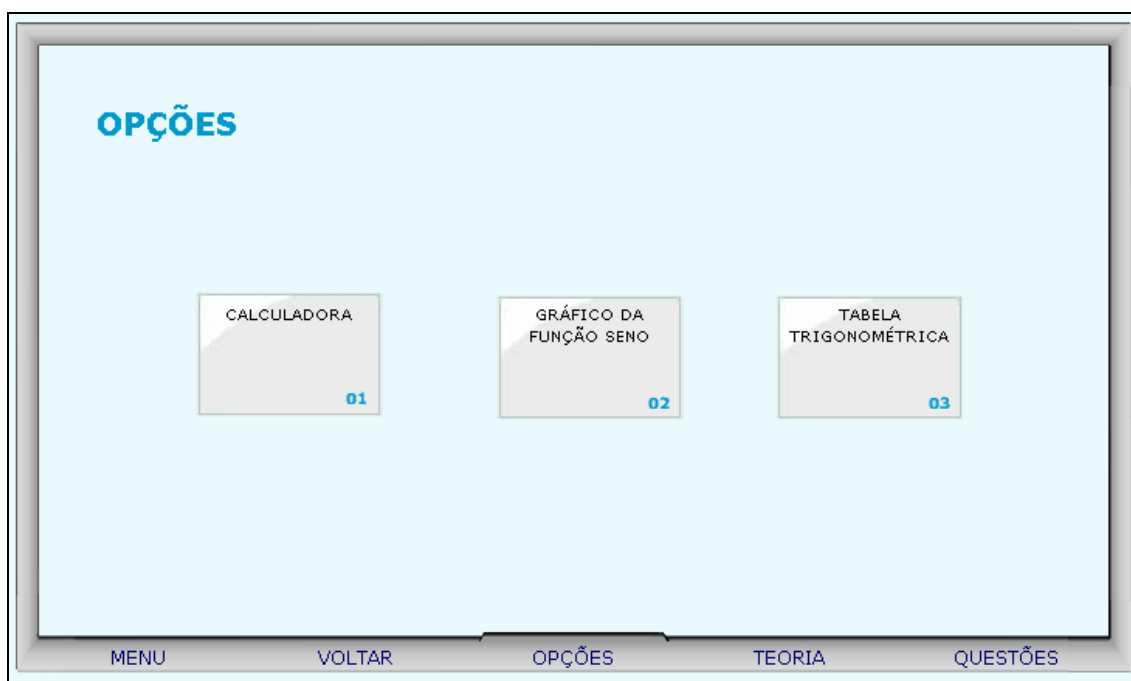 OPÇÕES
CALCULADORA
01
GRÁFICO DA
FUNÇÃO SENO
02
TABELA
TRIGONOMÉTRICA
03
MENU VOLTAR OPÇÕES TEORIA QUESTÕES